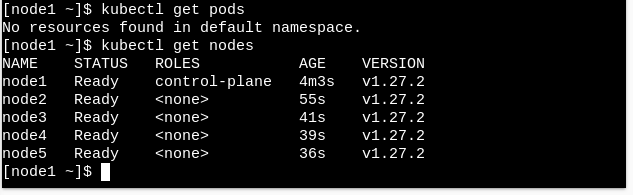 [node1 ~]$ kubectl get pods
No resources found in default namespace.
[node1 ~]$ kubectl get nodes
NAME    STATUS   ROLES           AGE    VERSION
node1   Ready    control-plane   4m3s   v1.27.2
node2   Ready    <none>          55s    v1.27.2
node3   Ready    <none>          41s    v1.27.2
node4   Ready    <none>          39s    v1.27.2
node5   Ready    <none>          36s    v1.27.2
[node1 ~]$